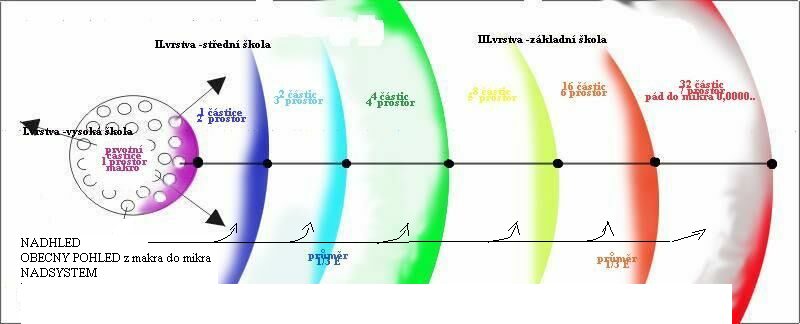 II.vrstva -střední škola
III.vrstva -základní škola
I.vrstva -vysoká škola
prvotní
částice
1 prostor
makro
1 částice
2 prostor
2 částic
3 prostor
4 částic
4 prostor
8 částic
5 prostor
16 částic
6 prostor
32 částic
7 prostor
pád do mikra 0,0000..
NADHLED
OBECNY POHLED z makra do mikra
NADSYSTEM
průměr
1/3 E
průměr
1/3 E